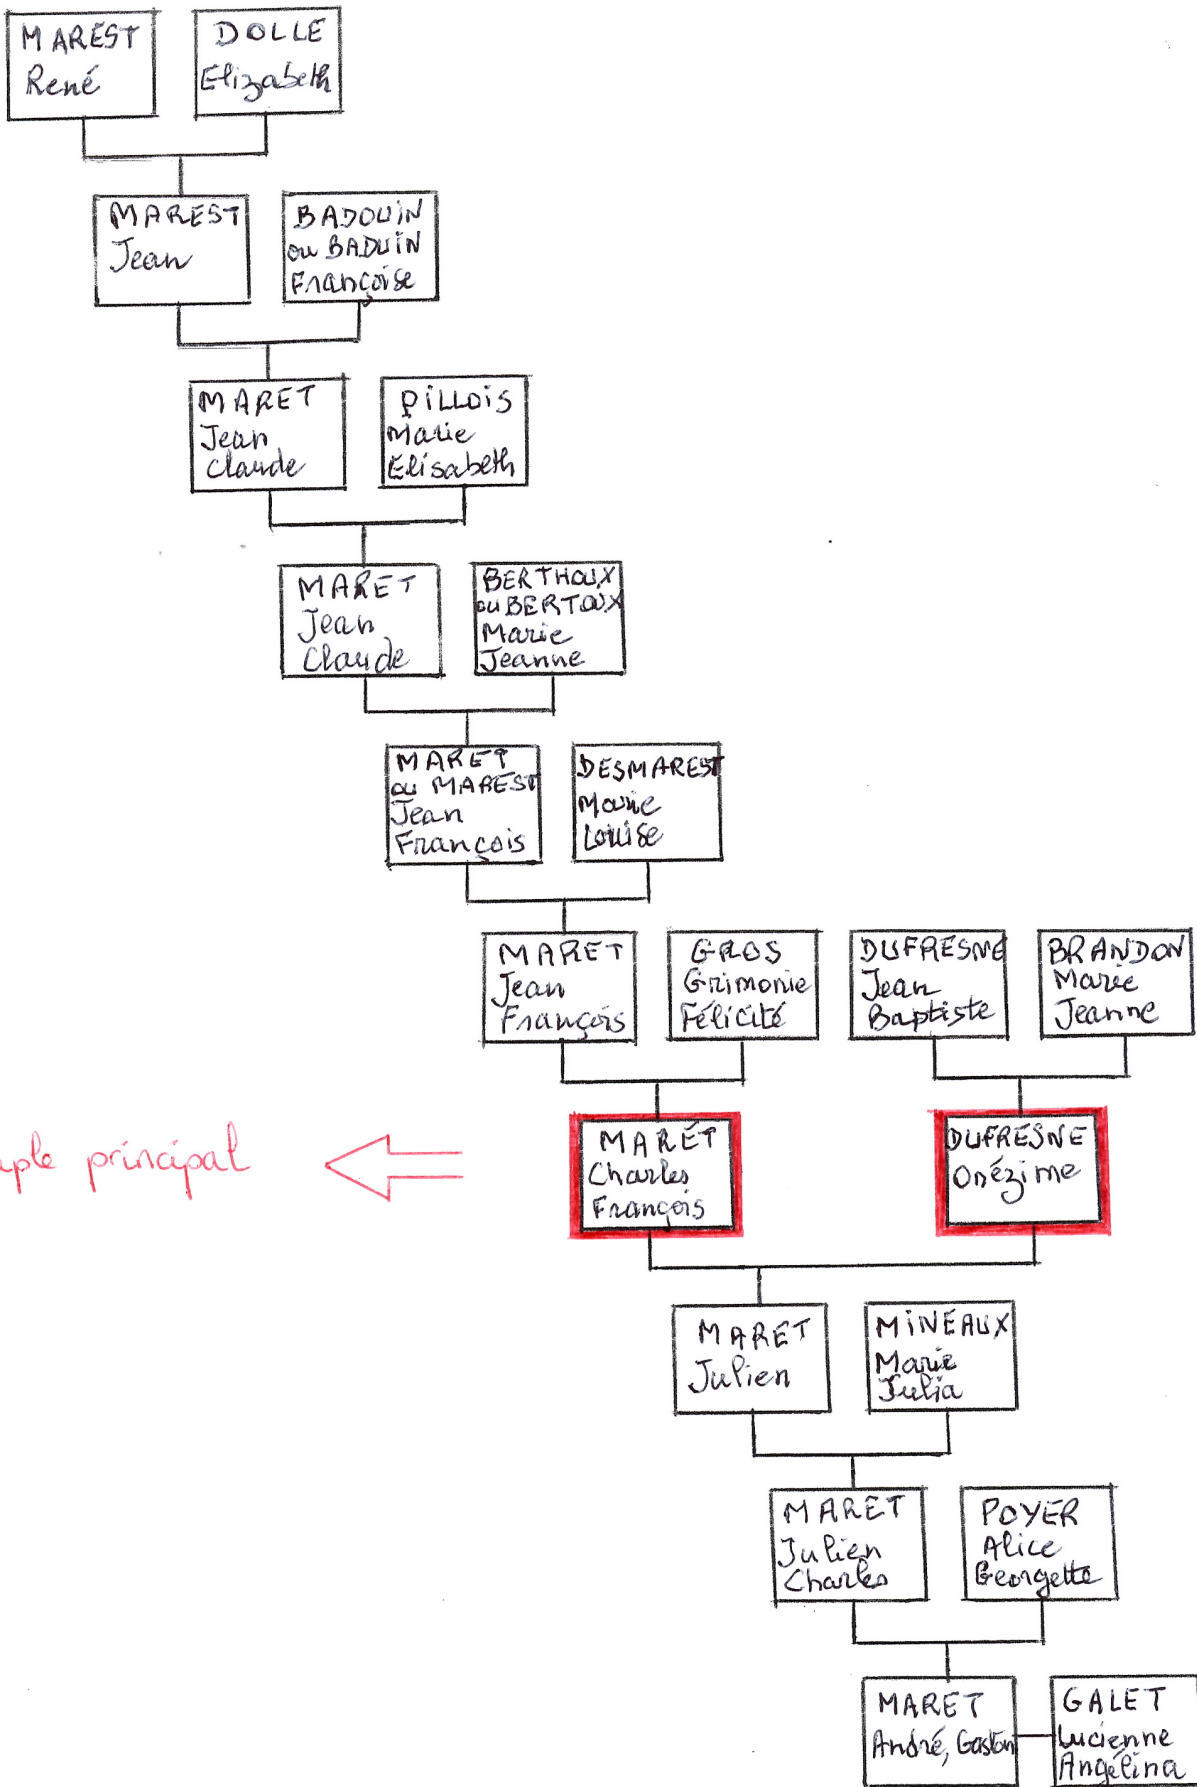 MAREST
René
DOLLE
Elizabeth
MAREST
Jean
BADOUIN
ou BADUIN
Françoise
MARET
Jean
Claude
PILLOIS
Marie
Elisabeth
MARET
Jean
Claude
BERTHOUX
ou BERTOUX
Marie
Jeanne
MARET
ou MAREST
Jean
François
DESMAREST
Marie
Louise
MARET
Jean
François
GROS
Grimonie
Félicité
DUFRESNE
Jean
Baptiste
BRANDON
Marie
Jeanne
principal
MARET
Charles
François
DUFRESNE
Onézime
MARET
Julien
MINEAUX
Marie
Julia
MARET
Julien
Charles
POYER
Alice
Georgette
MARET
André, Gaston
GALET
Lucienne
Angélina